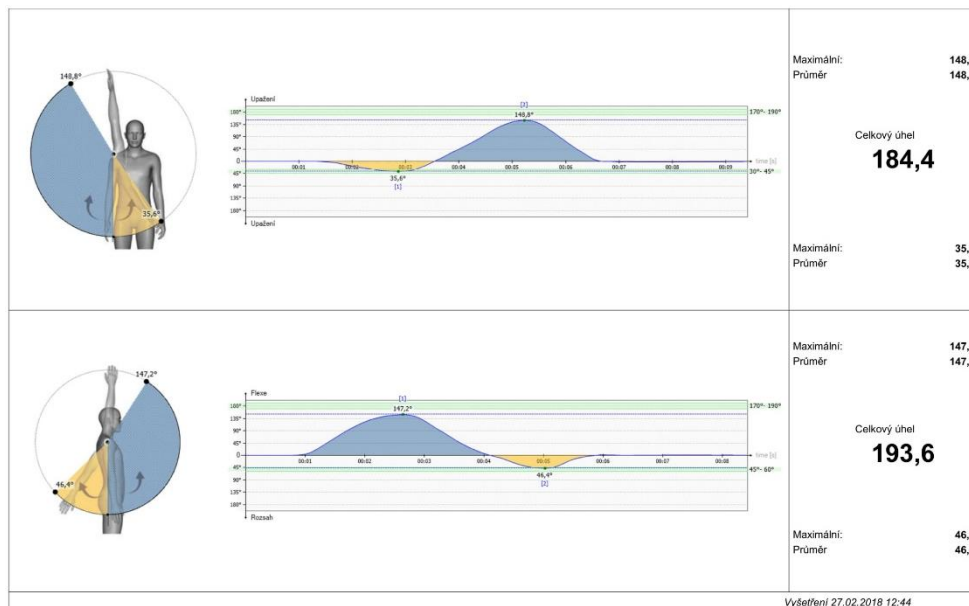 148,8°
35,6°
Upažení
180°
135°
90°
45°
0
45°
90°
135°
180°
Upažení
[2]
148,8°
00:01 00:02 00:03 00:04 00:05 00:06 00:07 00:08 00:09
time [s]
35,6°
[1]
170°- 190°
30°- 45°
Maximální: 148,
Průměr 148,
Celkový úhel
184,4
Maximální: 35,
Průměr 35,
147,2°
46,4°
Flexe
180°
135°
90°
45°
0
45°
90°
135°
180°
Rozsah
[1]
147,2°
00:01 00:02 00:03 00:04 00:05 00:06 00:07 00:08
time [s]
46,4°
[2]
170°- 190°
45°- 60°
Maximální: 147,
Průměr 147,
Celkový úhel
193,6
Maximální: 46,
Průměr 46,
Vyšetření 27.02.2018 12:44